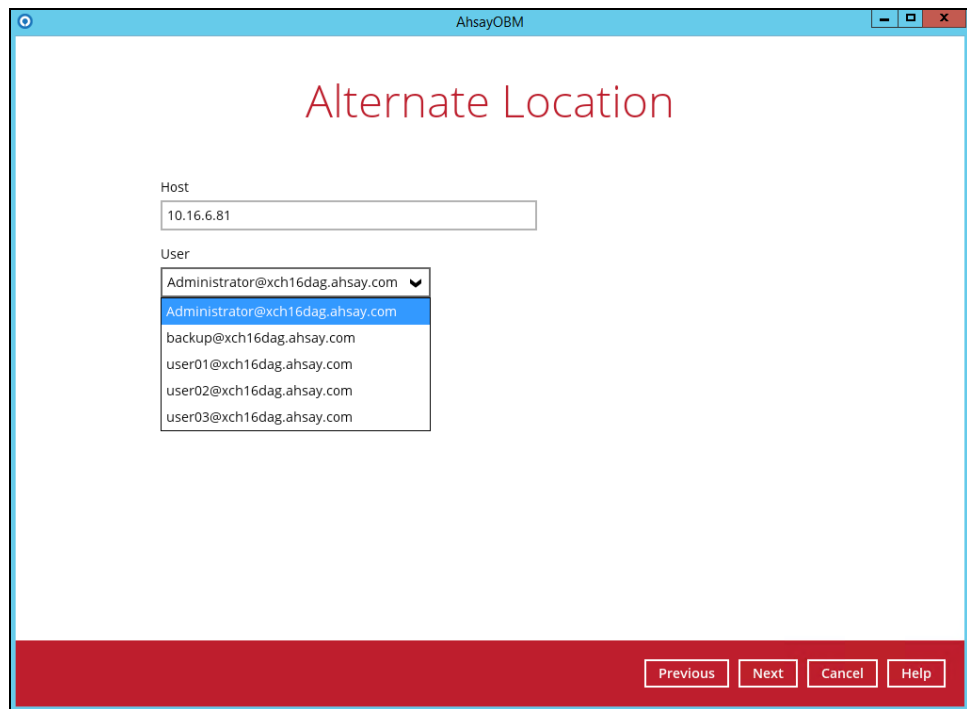 AhsayOBM
Alternate Location
Host
10.16.6.81
User
Administrator@xch16dag.ahsay.com
Administrator@xch16dag.ahsay.com
backup@xch16dag.ahsay.com
user01@xch16dag.ahsay.com
user02@xch16dag.ahsay.com
user03@xch16dag.ahsay.com
Previous Next Cancel Help